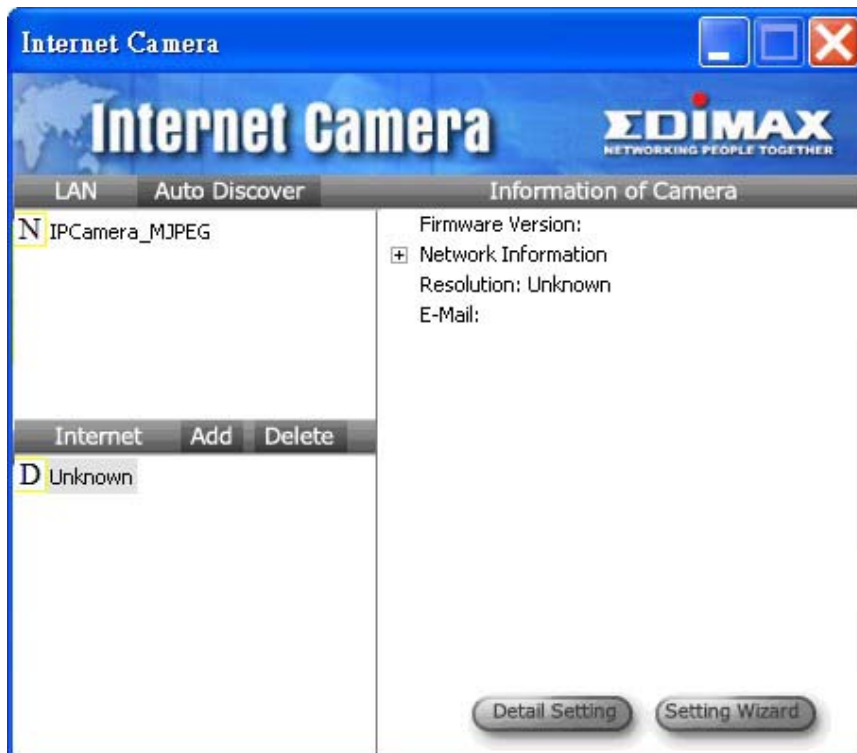 Internet Camera
Internet Camera
EDIMAX
NETWORKING PEOPLE TOGETHER
LAN Auto Discover Information of Camera
N IPCamera_MJPEG
Firmware Version:
Network Information
Resolution: Unknown
E-Mail:
Internet Add Delete
D Unknown
Detail Setting Setting Wizard